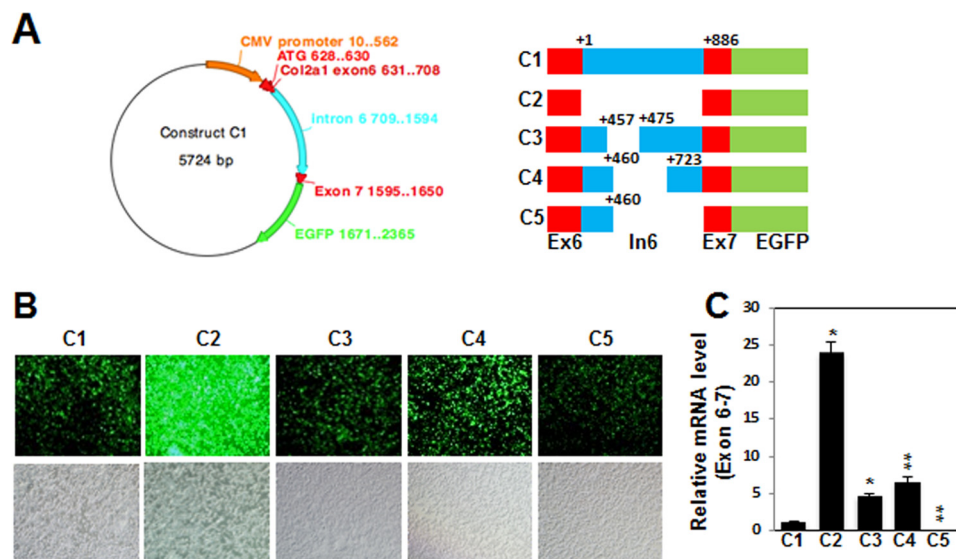 A
CMV promoter 10..562
ATG 628..630
Col2a1 exon6 631..708
intron 6 709..1594
Construct C1
5724 bp
Exon 7 1595..1650
EGFP 1671..2365
+1 +886
C1
C2
+457 +475
C3
+460 +723
C4
+460
C5
Ex6 In6 Ex7 EGFP
B
C1 C2 C3 C4 C5
C
Relative mRNA level
(Exon 6-7)
30
25
20
15
10
5
0
*
*
**
**
C1 C2 C3 C4 C5